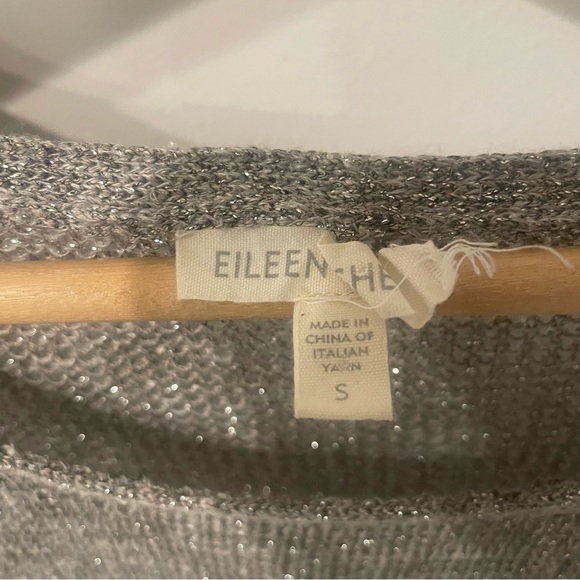 EILEEN
HE
MADE IN
CHINA OF
ITALIAN
YARN
S